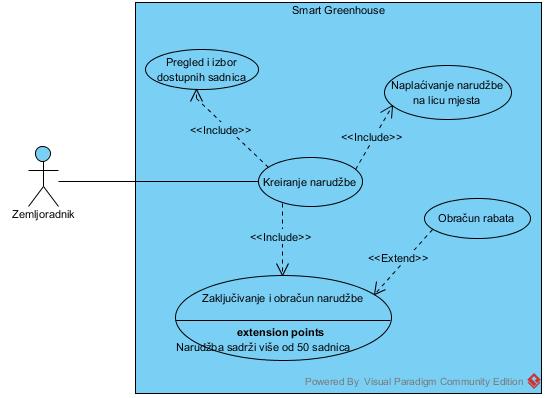 Smart Greenhouse
Pregled i izbor
dostupnih sadnica
Naplaćivanje narudžbe
na licu mjesta
<<Include>>
<<Include>>
Zemljoradnik
Kreiranje narudžbe
Obračun rabata
<<Include>>
<<Extend>>
Zaključivanje i obračun narudžbe
extension points
Narudžba sadrži više od 50 sadnica
Powered By Visual Paradigm Community Edition